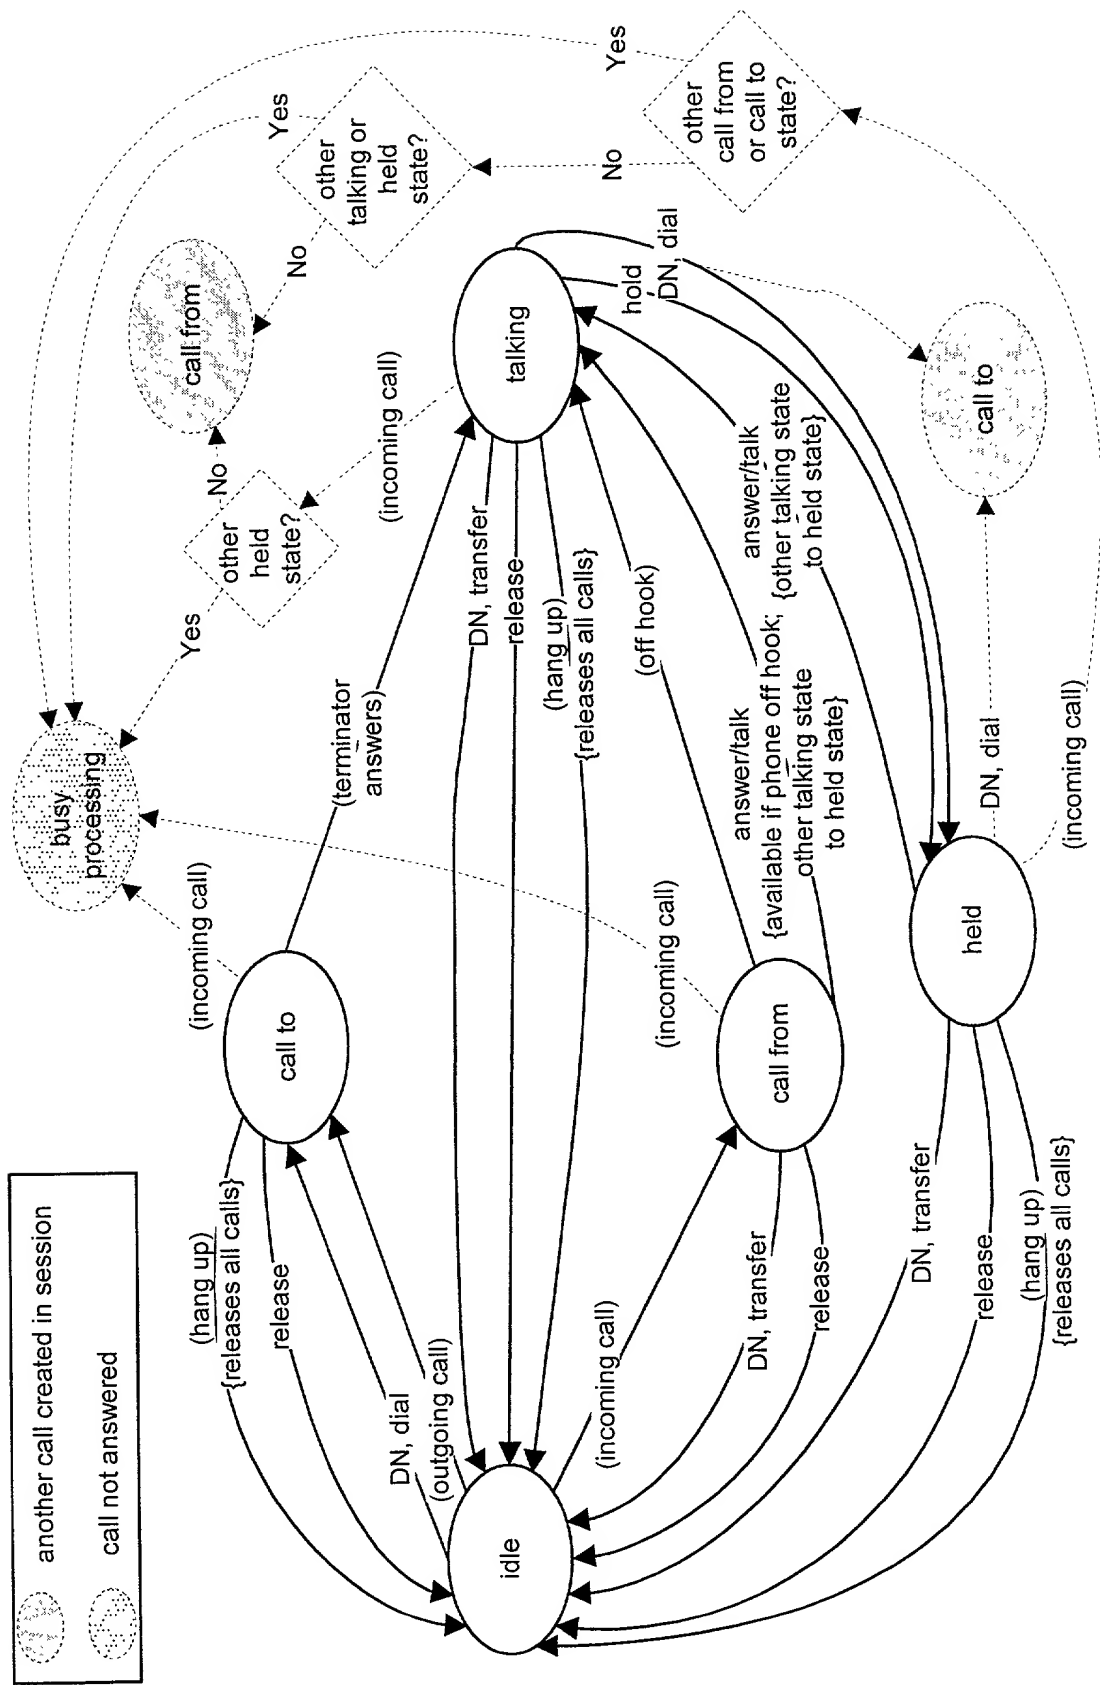 another call created in session
call not answered
busy
processing
call from
other
held
state?
Yes
No
other
talking or
held
state?
Yes
No
other
call from
or call to
state?
Yes
No
(incoming call)
(incoming call)
call to
(hang up)
{releases all calls}
release
DN, dial
(outgoing call)
(terminator
answers)
talking
DN, transfer
release
(hang up)
{releases all calls}
hold
DN, dial
idle
(incoming call)
(off hook)
(incoming call)
call from
answer/talk
{available if phone off hook;
other talking state
to held state}
answer/talk
{other talking state
to held state}
DN, transfer
release
DN, transfer
release
(hang up)
{releases all calls}
held
DN, dial
call to
(incoming call)